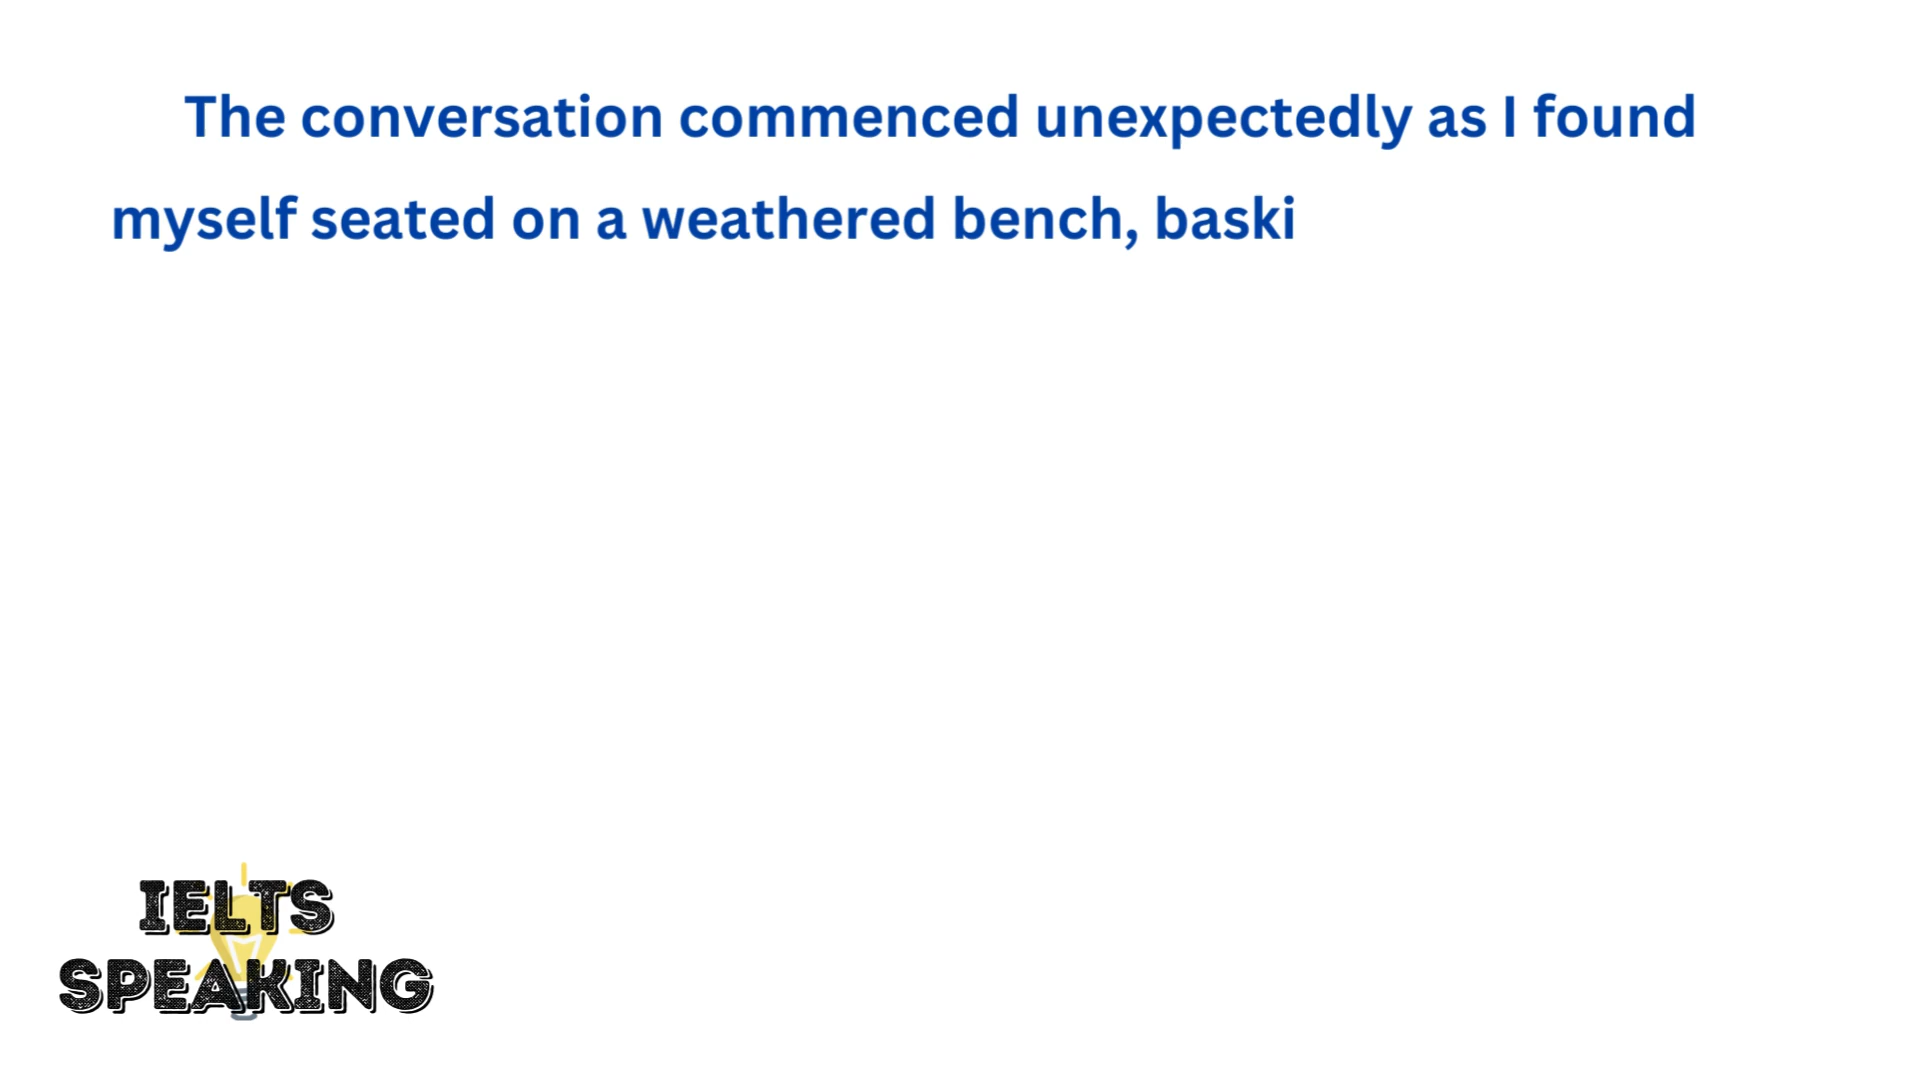 The conversation commenced unexpectedly as I found
myself seated on a weathered bench, baski
IELTS
SPEAKING